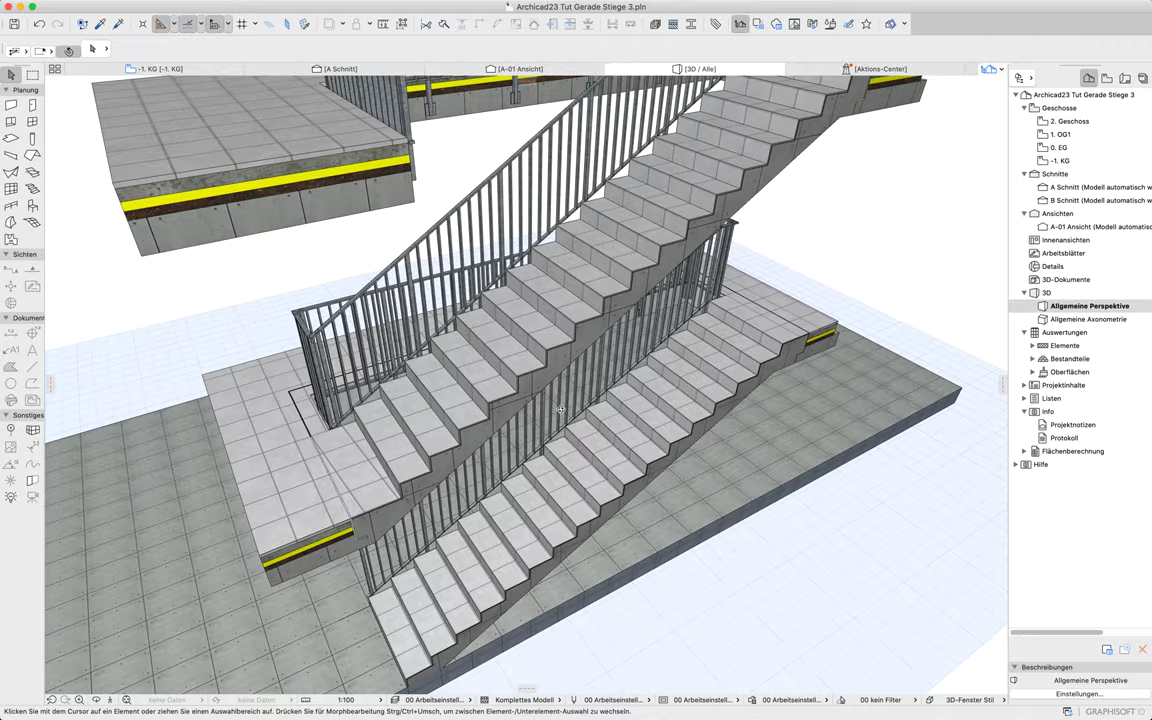 Archicad23 Tut Gerade Stiege 3.pln
-1. KG [-1. KG]
[A Schnitt]
[A-01 Ansicht]
[3D / Alle]
[Aktions-Center]
Planung
Sichten
Dokument
Sonstiges
Archicad23 Tut Gerade Stiege 3
Geschosse
2. Geschoss
1. OG1
0. EG
-1. KG
Schnitte
A Schnitt (Modell automatisch w
B Schnitt (Modell automatisch w
Ansichten
A-01 Ansicht (Modell automatisc
Innenansichten
Arbeitsblätter
Details
3D-Dokumente
3D
Allgemeine Perspektive
Allgemeine Axonometrie
Auswertungen
Elemente
Bestandteile
Oberflächen
Projektinhalte
Listen
Info
Projektnotizen
Protokoll
Flächenberechnung
Hilfe
Beschreibungen
Allgemeine Perspektive
Einstellungen...
keine Daten
keine Daten
1:100
00 Arbeitseinstell...
Komplettes Modell
00 Arbeitseinstell...
00 Arbeitseinstell...
00 Arbeitseinstell...
00 kein Filter
3D-Fenster Stil
Klicken Sie mit dem Cursor auf ein Element oder ziehen Sie einen Auswahlbereich auf. Drücken Sie für Morphbearbeitung Strg/Ctrl+Umsch, um zwischen Element-/Unterelement-Auswahl zu wechseln.
GRAPHISOFT ID